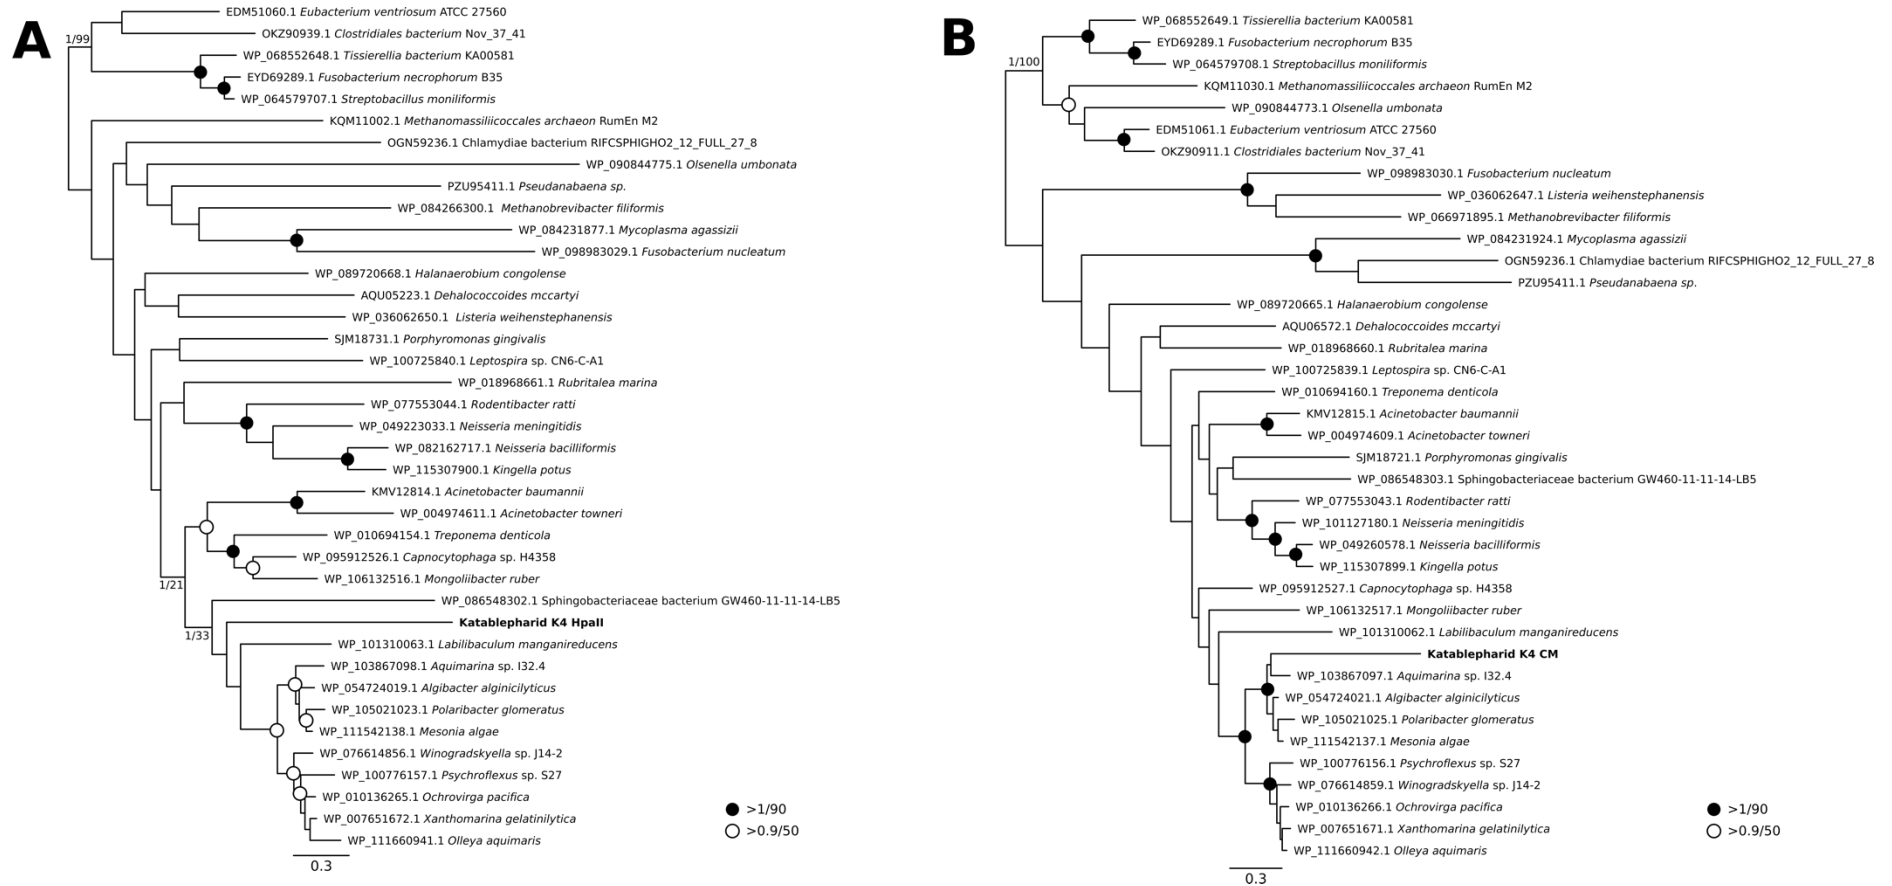 A
1/99
EDM51060.1 Eubacterium ventriosum ATCC 27560
OKZ90939.1 Clostridiales bacterium Nov_37_41
WP_068552648.1 Tissierellia bacterium KA00581
EYD69289.1 Fusobacterium necrophorum B35
WP_064579707.1 Streptobacillus moniliformis
KQM11002.1 Methanomassiliicoccales archaeon RumEn M2
OGN59236.1 Chlamydiae bacterium RIFCSPHIGHO2_12_FULL_27_8
WP_090844775.1 Olsenella umbonata
PZU95411.1 Pseudanabaena sp.
WP_084266300.1 Methanobrevibacter filiformis
WP_084231877.1 Mycoplasma agassizii
WP_098983029.1 Fusobacterium nucleatum
WP_089720668.1 Halanaerobium congolense
AQU05223.1 Dehalococcoides mccartyi
WP_036062650.1 Listeria weihenstephanensis
SJM18731.1 Porphyromonas gingivalis
WP_100725840.1 Leptospira sp. CN6-C-A1
WP_018968661.1 Rubritalea marina
WP_077553044.1 Rodentibacter ratti
WP_049223033.1 Neisseria meningitidis
WP_082162717.1 Neisseria bacilliformis
WP_115307900.1 Kingella potus
KMV12814.1 Acinetobacter baumannii
WP_004974611.1 Acinetobacter towneri
WP_010694154.1 Treponema denticola
WP_095912526.1 Capnocytophaga sp. H4358
WP_106132516.1 Mongoliibacter ruber
1/21
WP_086548302.1 Sphingobacteriaceae bacterium GW460-11-11-14-LB5
Katablepharid K4 HpaII
1/33
WP_101310063.1 Labilibaculum manganireducens
WP_103867098.1 Aquimarina sp. I32.4
WP_054724019.1 Algibacter alginicilyticus
WP_105021023.1 Polaribacter glomeratus
WP_111542138.1 Mesonia algae
WP_076614856.1 Winogradskyella sp. J14-2
WP_100776157.1 Psychroflexus sp. S27
WP_010136265.1 Ochrovirga pacifica
WP_007651672.1 Xanthomarina gelatinilytica
WP_111660941.1 Olleya aquimaris
>1/90
>0.9/50
0.3
B
1/100
WP_068552649.1 Tissierellia bacterium KA00581
EYD69289.1 Fusobacterium necrophorum B35
WP_064579708.1 Streptobacillus moniliformis
KQM11030.1 Methanomassiliicoccales archaeon RumEn M2
WP_090844773.1 Olsenella umbonata
EDM51061.1 Eubacterium ventriosum ATCC 27560
OKZ90911.1 Clostridiales bacterium Nov_37_41
WP_098983030.1 Fusobacterium nucleatum
WP_036062647.1 Listeria weihenstephanensis
WP_066971895.1 Methanobrevibacter filiformis
WP_084231924.1 Mycoplasma agassizii
OGN59236.1 Chlamydiae bacterium RIFCSPHIGHO2_12_FULL_27_8
PZU95411.1 Pseudanabaena sp.
WP_089720665.1 Halanaerobium congolense
AQU06572.1 Dehalococcoides mccartyi
WP_018968660.1 Rubritalea marina
WP_100725839.1 Leptospira sp. CN6-C-A1
WP_010694160.1 Treponema denticola
KMV12815.1 Acinetobacter baumannii
WP_004974609.1 Acinetobacter towneri
SJM18721.1 Porphyromonas gingivalis
WP_086548303.1 Sphingobacteriaceae bacterium GW460-11-11-14-LB5
WP_077553043.1 Rodentibacter ratti
WP_101127180.1 Neisseria meningitidis
WP_049260578.1 Neisseria bacilliformis
WP_115307899.1 Kingella potus
WP_095912527.1 Capnocytophaga sp. H4358
WP_106132517.1 Mongoliibacter ruber
WP_101310062.1 Labilibaculum manganireducens
Katablepharid K4 CM
WP_103867097.1 Aquimarina sp. I32.4
WP_054724021.1 Algibacter alginicilyticus
WP_105021025.1 Polaribacter glomeratus
WP_111542137.1 Mesonia algae
WP_100776156.1 Psychroflexus sp. S27
WP_076614859.1 Winogradskyella sp. J14-2
WP_010136266.1 Ochrovirga pacifica
WP_007651671.1 Xanthomarina gelatinilytica
WP_111660942.1 Olleya aquimaris
>1/90
>0.9/50
0.3